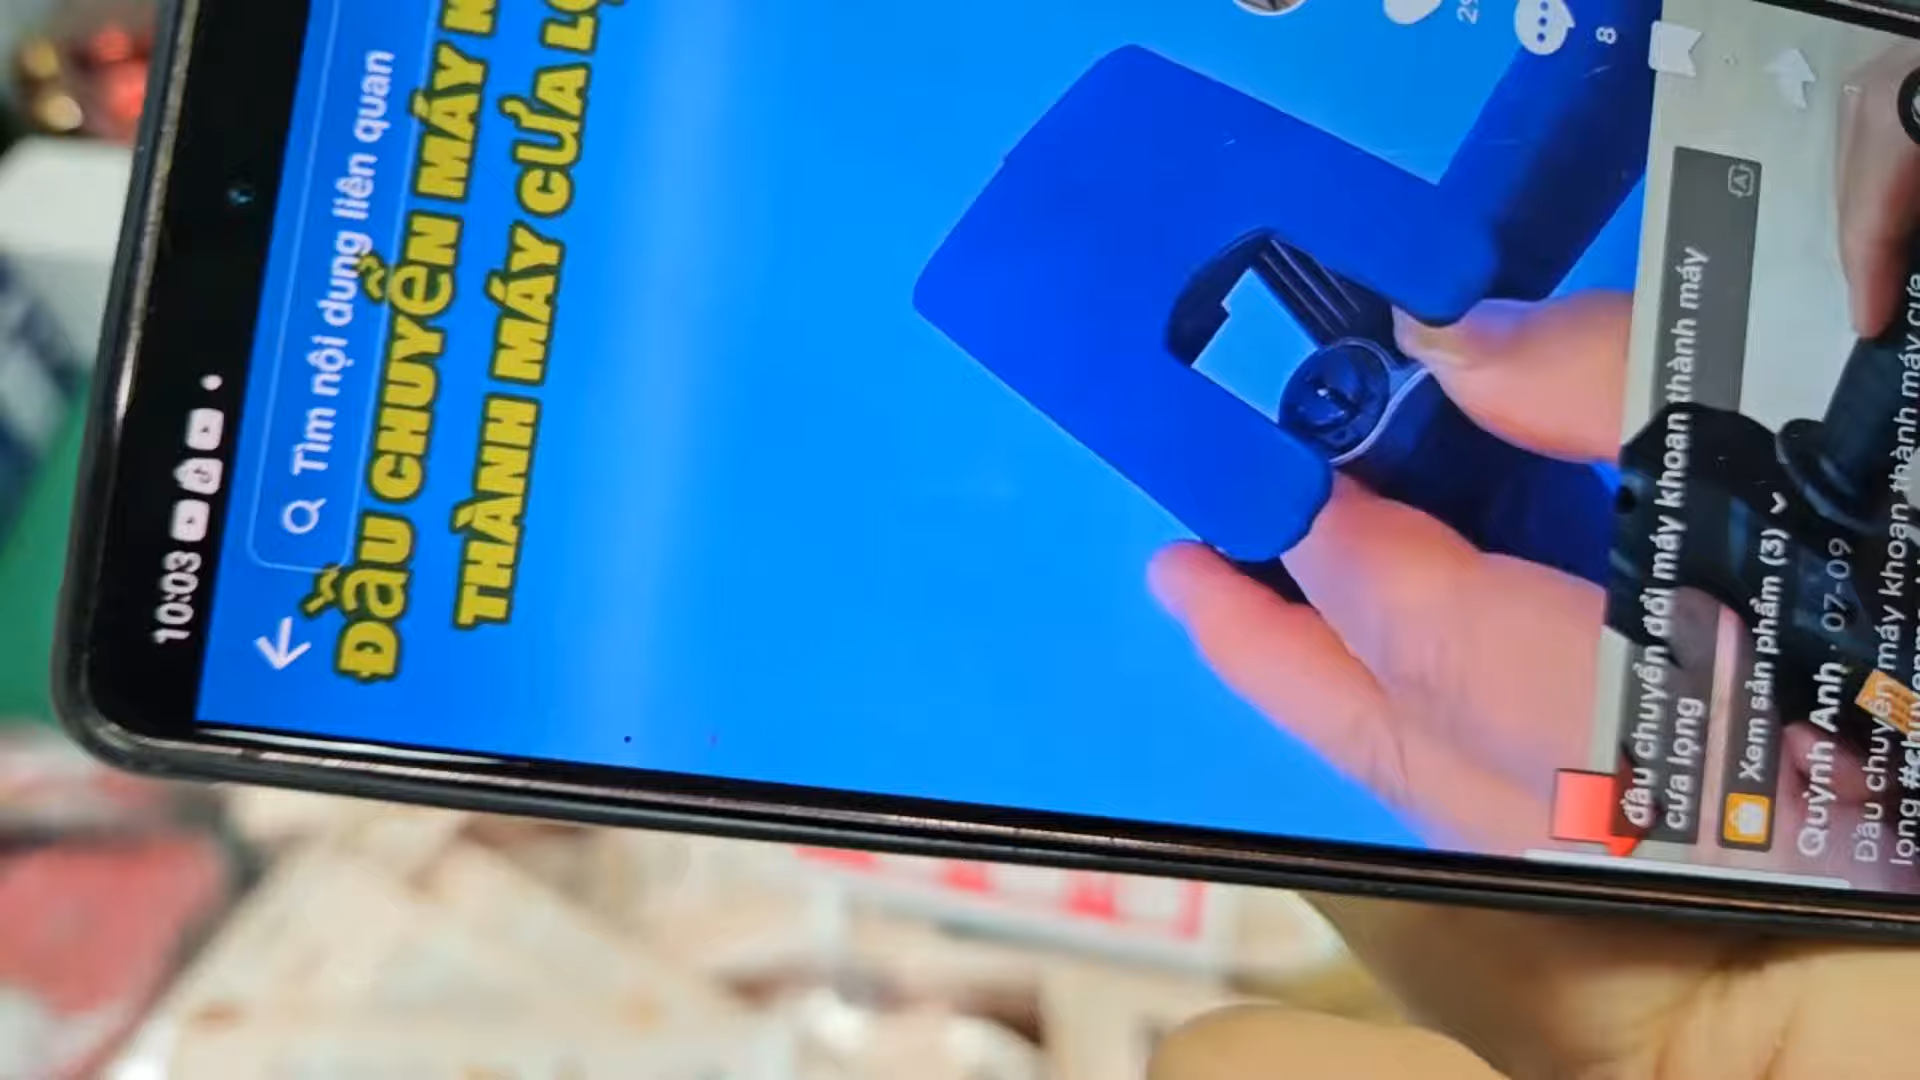 10:03
Tìm nội dung liên quan
ĐẦU CHUYỂN MÁY
THÀNH MÁY CƯA
8
đầu chuyển đổi máy khoan thành máy
cưa lọng
Xem sản phẩm (3)
Quỳnh Anh · 07-09
Đầu chuyển máy khoan thành máy cưa
lọng